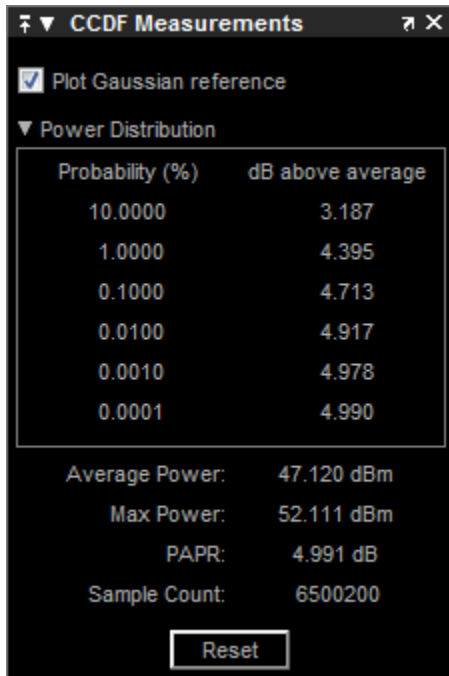 CCDF Measurements
Plot Gaussian reference
Power Distribution
Probability (%) dB above average
10.0000 3.187
1.0000 4.395
0.1000 4.713
0.0100 4.917
0.0010 4.978
0.0001 4.990
Average Power: 47.120 dBm
Max Power: 52.111 dBm
PAPR: 4.991 dB
Sample Count: 6500200
Reset